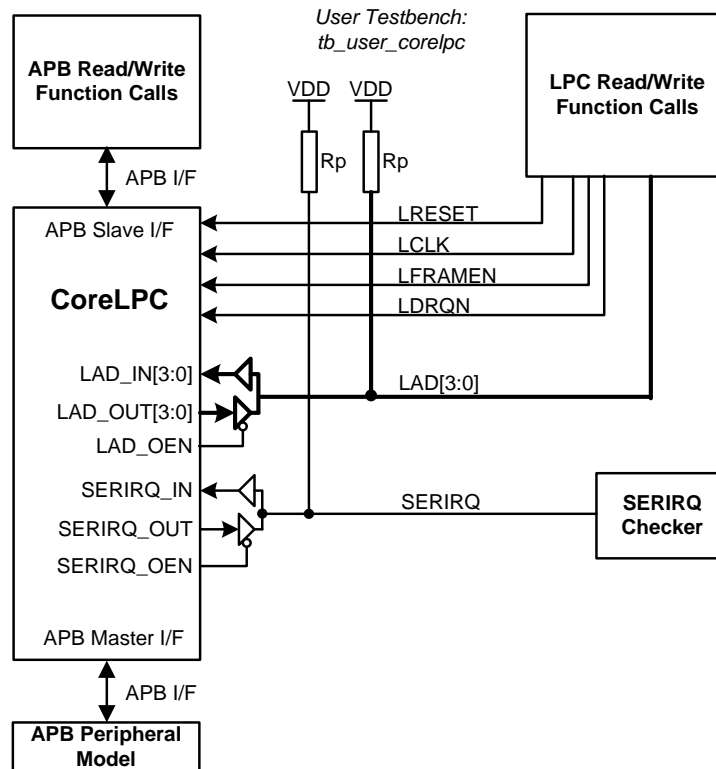 User Testbench:
tb_user_corelpc
APB Read/Write
Function Calls
LPC Read/Write
Function Calls
VDD
VDD
Rp
Rp
APB I/F
APB Slave I/F
LRESET
LCLK
CoreLPC
LFRAMEN
LDRQN
LAD_IN[3:0]
LAD[3:0]
LAD_OUT[3:0]
LAD_OEN
SERIRQ_IN
SERIRQ
SERIRQ
Checker
SERIRQ_OUT
SERIRQ_OEN
APB Master I/F
APB I/F
APB Peripheral
Model